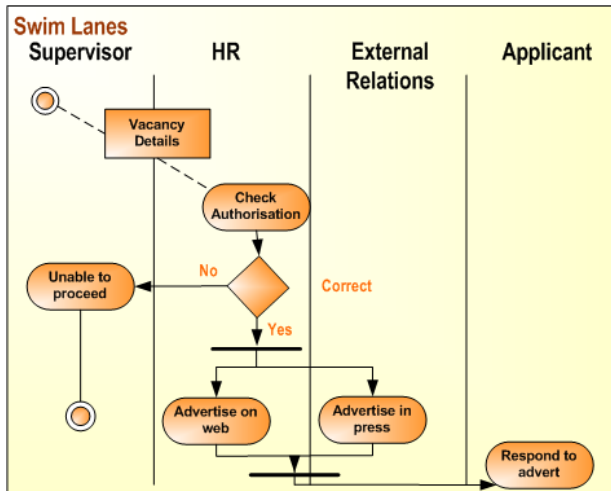 Swim Lanes
Supervisor
HR
External
Relations
Applicant
Vacancy
Details
Check
Authorisation
Unable to
proceed
No
Correct
Yes
Advertise on
web
Advertise in
press
Respond to
advert